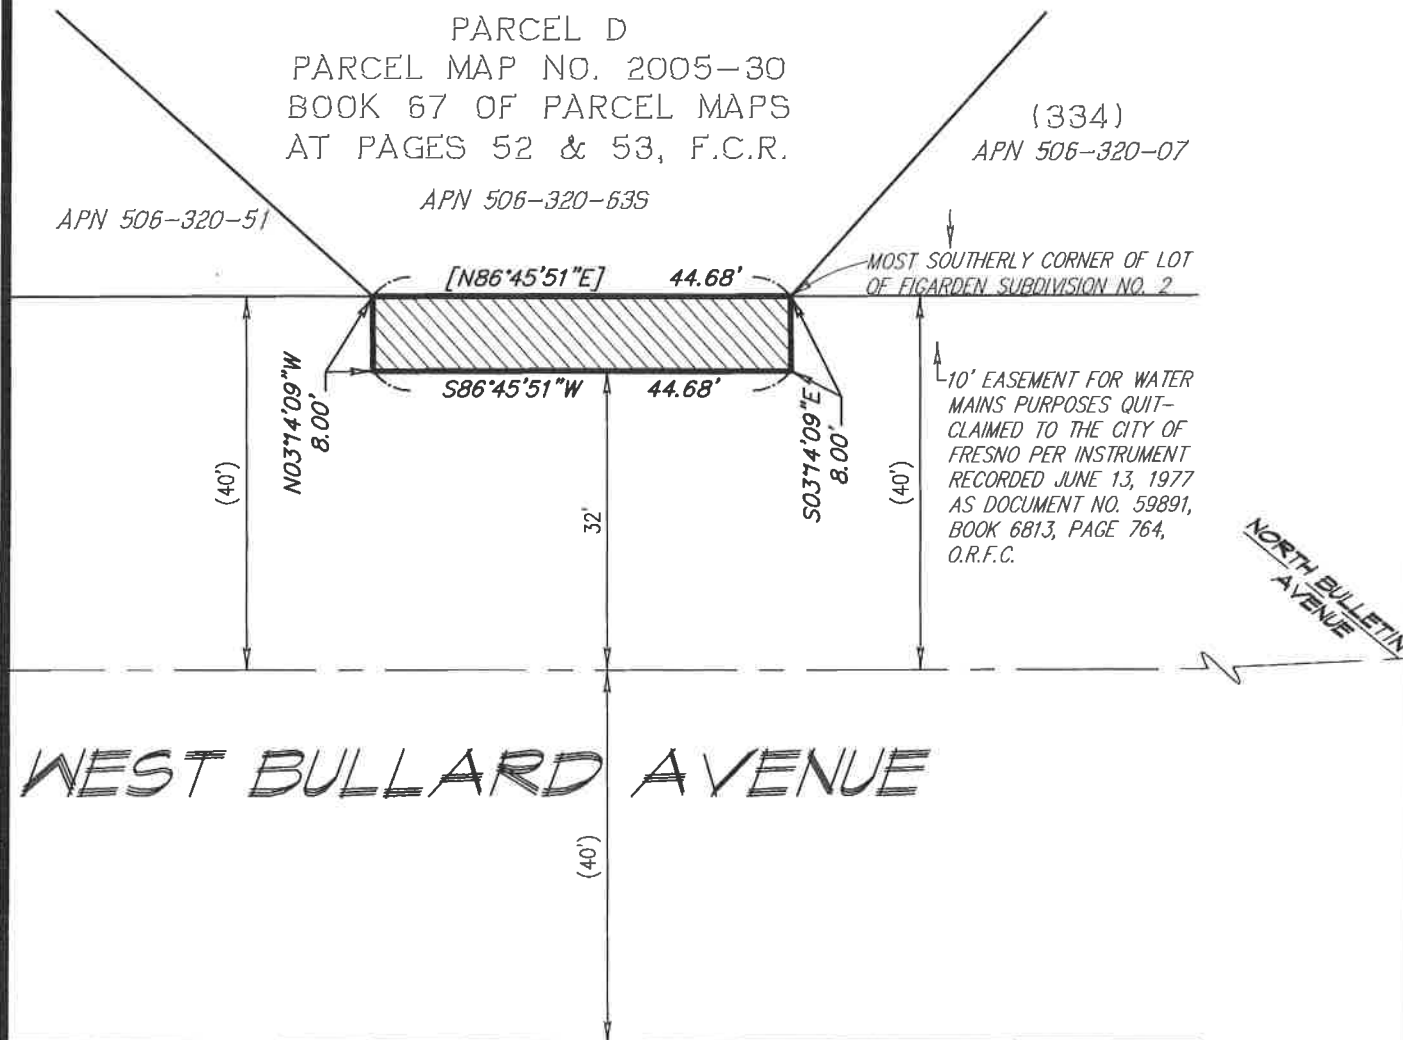 PARCEL D
PARCEL MAP NO. 2005-30
BOOK 67 OF PARCEL MAPS
AT PAGES 52 & 53, F.C.R.
APN 506-320-63S
(334)
APN 506-320-07
APN 506-320-51
MOST SOUTHERLY CORNER OF LOT
OF FIGARDEN SUBDIVISION NO. 2
[N86°45'51"E] 44.68'
S86°45'51"W 44.68'
N03°14'09"W
8.00'
S03°14'09"E
8.00'
10' EASEMENT FOR WATER
MAINS PURPOSES QUIT-
CLAIMED TO THE CITY OF
FRESNO PER INSTRUMENT
RECORDED JUNE 13, 1977
AS DOCUMENT NO. 59891,
BOOK 6813, PAGE 764,
O.R.F.C.
(40')
32'
(40')
NORTH BULLETIN
AVENUE
WEST BULLARD AVENUE
(40')